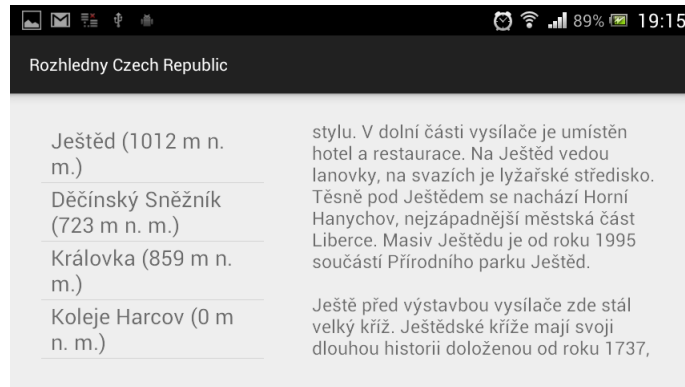 89% 19:15
Rozhledny Czech Republic
Ještěd (1012 m n.
m.)
Děčínský Sněžník
(723 m n. m.)
Královka (859 m n.
m.)
Koleje Harcov (0 m
n. m.)
stylu. V dolní části vysílače je umístěn
hotel a restaurace. Na Ještěd vedou
lanovky, na svazích je lyžařské středisko.
Těsně pod Ještědem se nachází Horní
Hanychov, nejzápadnější městská část
Liberce. Masiv Ještědu je od roku 1995
součástí Přírodního parku Ještěd.
Ještě před výstavbou vysílače zde stál
velký kříž. Ještědské kříže mají svoji
dlouhou historii doloženou od roku 1737,